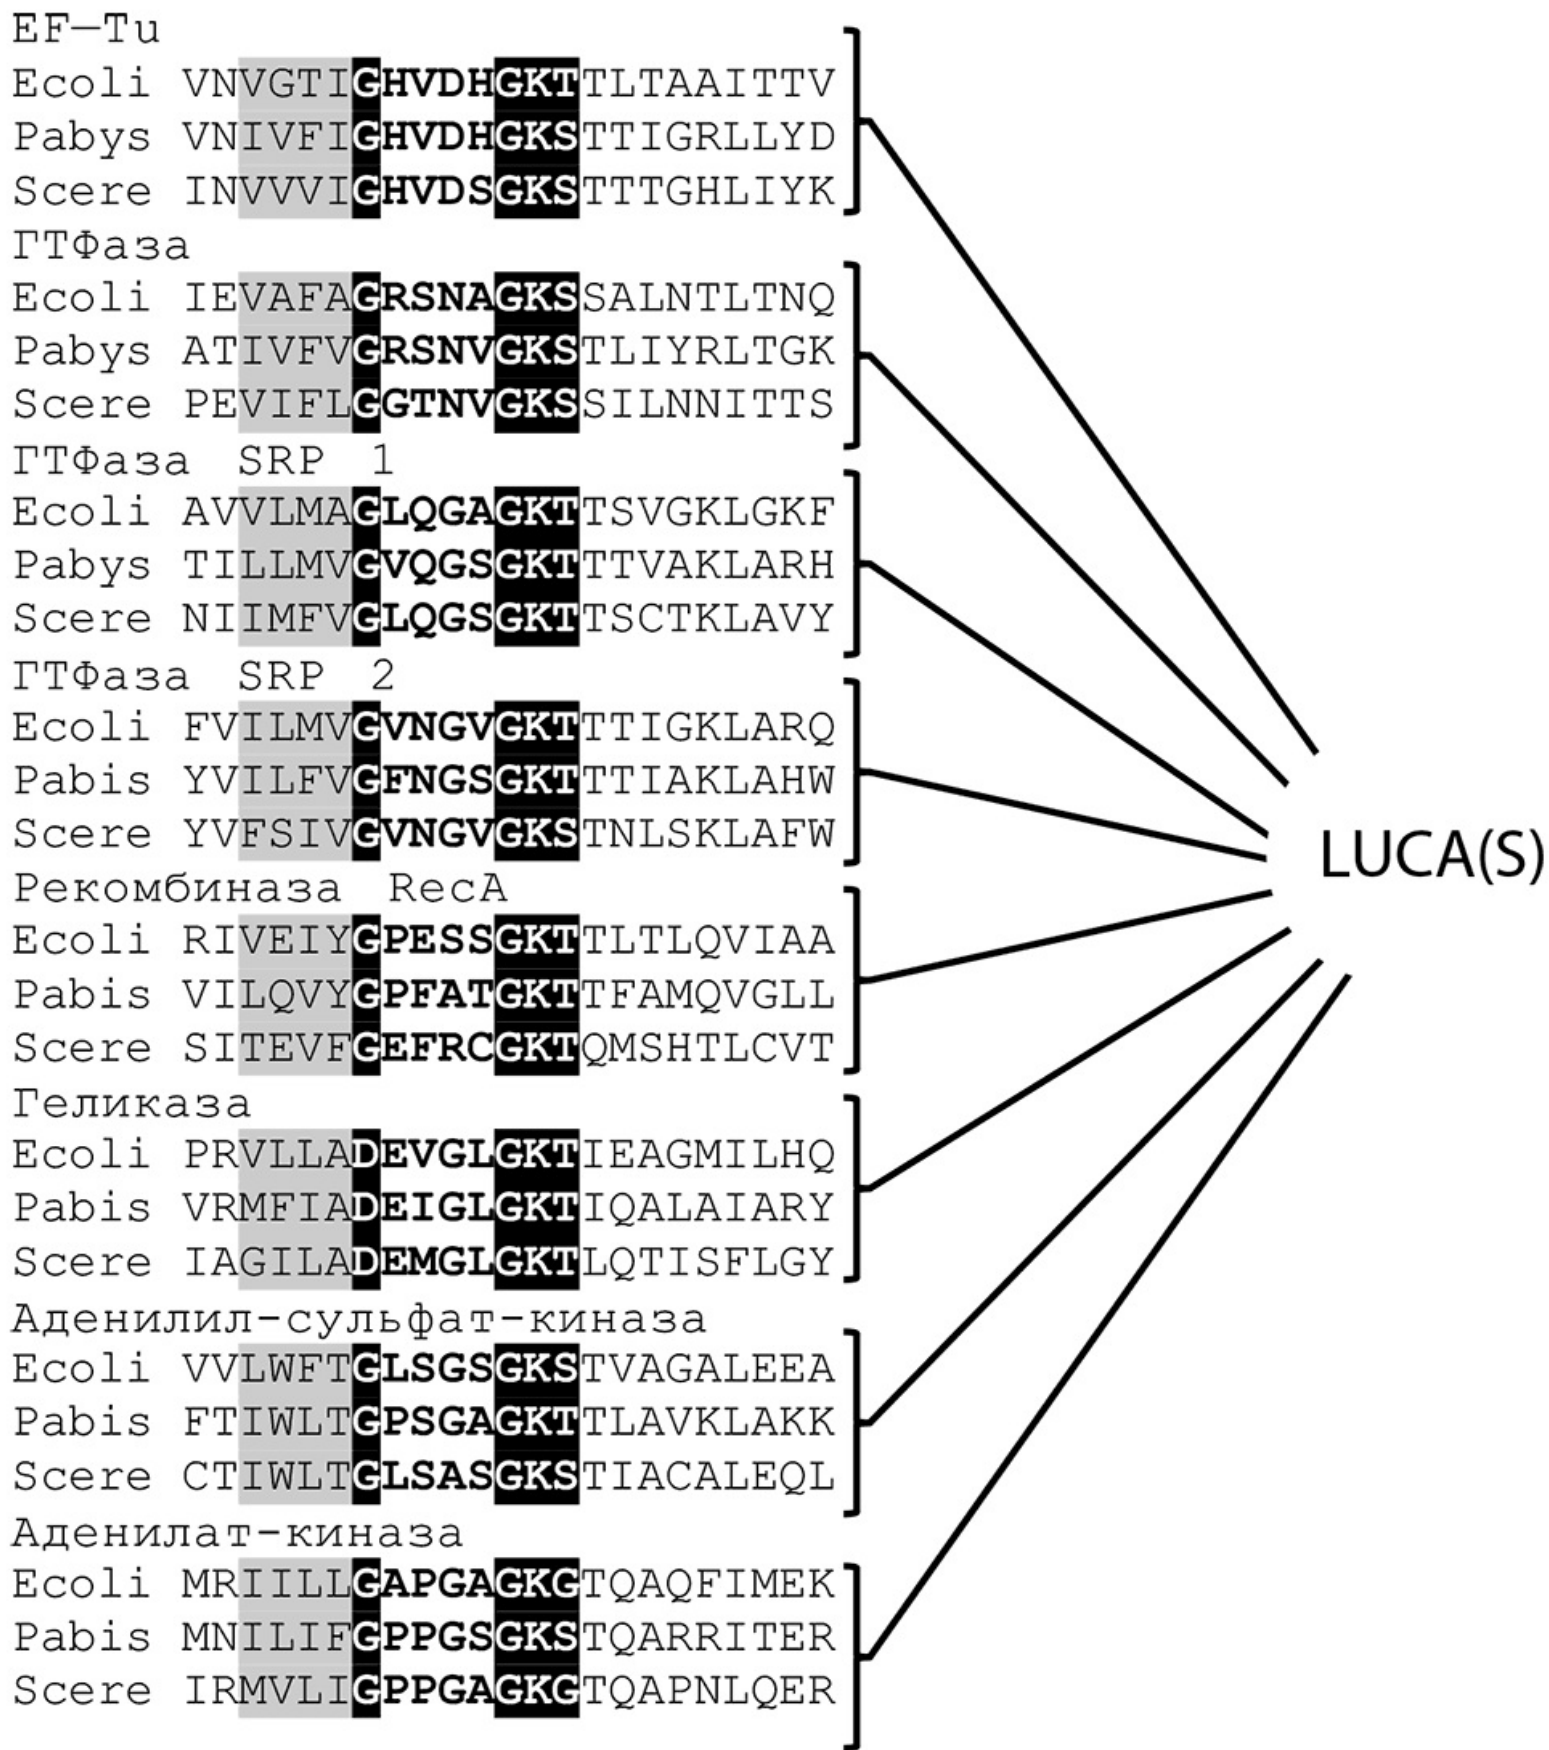 EF—Tu
Ecoli VNVGTIGHVDHGKTTLTAAITTV
Pabys VNIVFIGHVDHGKSTTIGRLLYD
Scere INVVVIGHVDSGKSTTTGHLIYK
ГТФаза
Ecoli IEVAFAGRSNAGKSSALNTLTNQ
Pabys ATIVFVGRSNVGKSTLIYRLTGK
Scere PEVIFLGGTNVGKSSILNNITTS
ГТФаза SRP 1
Ecoli AVVLMAGLQGAGKTTSVGKLGKF
Pabys TILLMVGVQGSGKTTTVAKLARH
Scere NIIMFVGLQGSGKTTSCTKLAVY
ГТФаза SRP 2
Ecoli FVILMVGVNGVGKTTTIGKLARQ
Pabis YVILFVGFNGSGKTTTIAKLAHW
Scere YVFSIVGVNGVGKSTNLSKLAFW
LUCA(S)
Рекомбиназа RecA
Ecoli RIVEIYGPESSGKTTLTLQVIAA
Pabis VILQVYGPFATGKTTFAMQVGLL
Scere SITEVFGEFRCGKTQMSHTLCVT
Геликаза
Ecoli PRVLLADEVGLGKTIEAGMILHQ
Pabis VRMFIADEIGLGKTIQALAIARY
Scere IAGILADEMGLGKTLQTISFLGY
Аденилил-сульфат-киназа
Ecoli VVLWFTGLSGSGKSTVAGALEEA
Pabis FTIWLTGPSGAGKTTLAVKLAKK
Scere CTIWLTGLSASGKSTIACALEQL
Аденилат-киназа
Ecoli MRIILLGAPGAGKGTQAQFIMEK
Pabis MNILIFGPPGSGKSTQARRITER
Scere IRMVLIGPPGAGKGTQAPNLQER